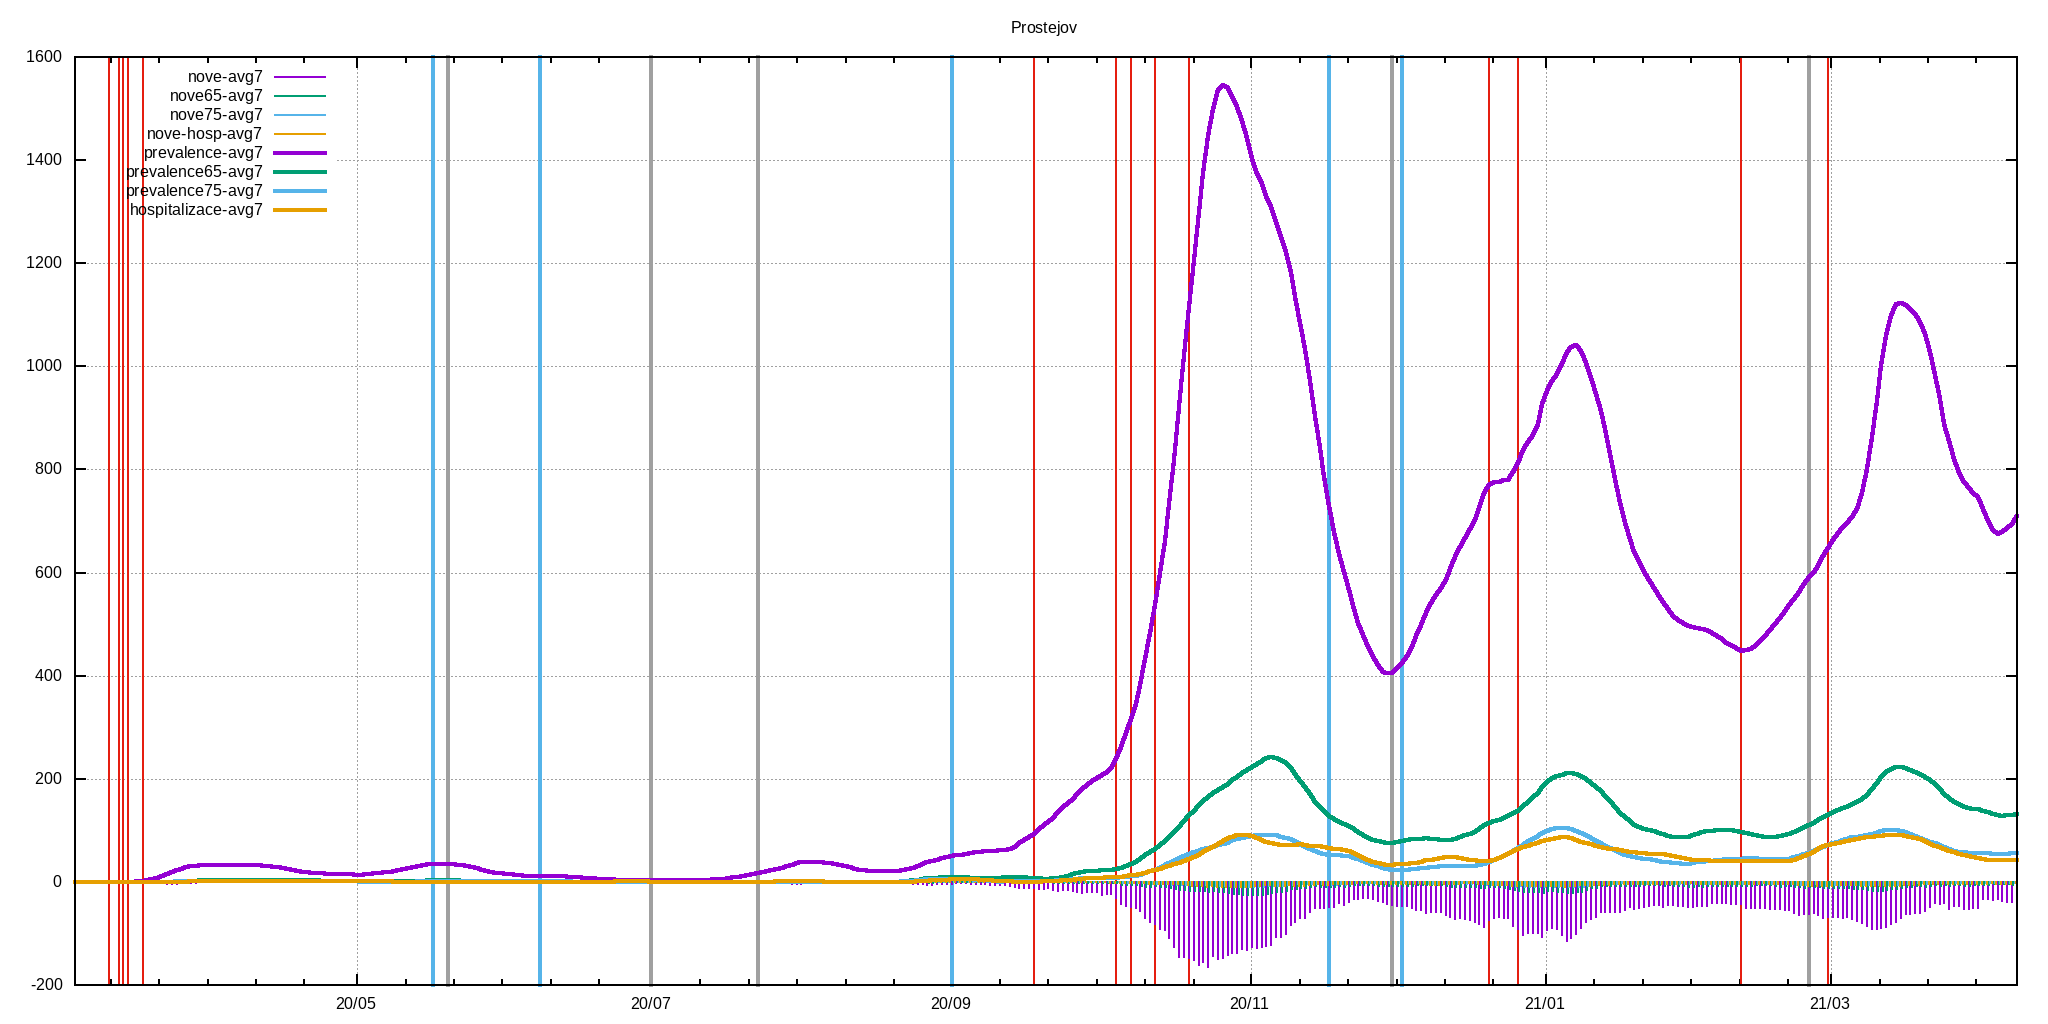 Prostejov
1600
1400
1200
1000
800
600
400
200
0
-200
nove-avg7
nove65-avg7
nove75-avg7
nove-hosp-avg7
prevalence-avg7
prevalence65-avg7
prevalence75-avg7
hospitalizace-avg7
20/05
20/07
20/09
20/11
21/01
21/03